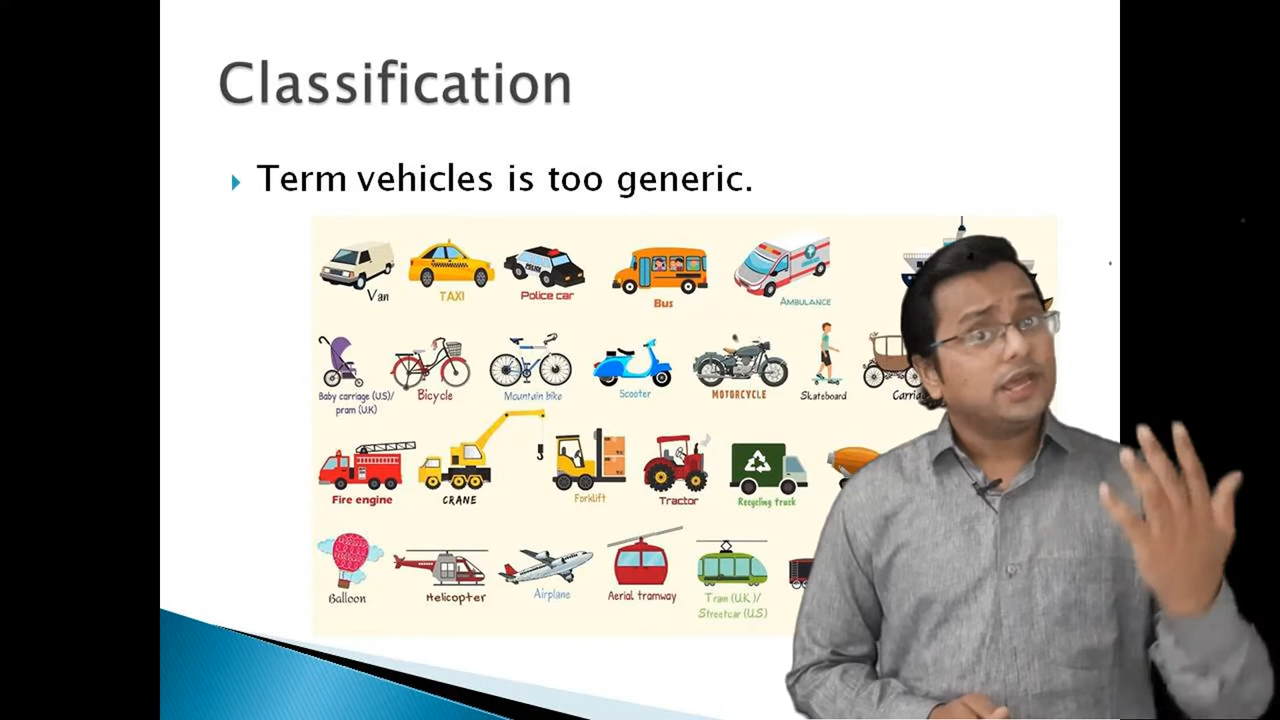 Classification
Term vehicles is too generic.
Van
TAXI
POLICE
Police car
Bus
AMBULANCE
Baby carriage (U.S)/
pram (U.K)
Bicycle
Mountain bike
Scooter
MOTORCYCLE
Skateboard
Fire engine
CRANE
Forklift
Tractor
Recycling truck
Balloon
Helicopter
Airplane
Aerial tramway
Tram (U.K)/
Streetcar (U.S)